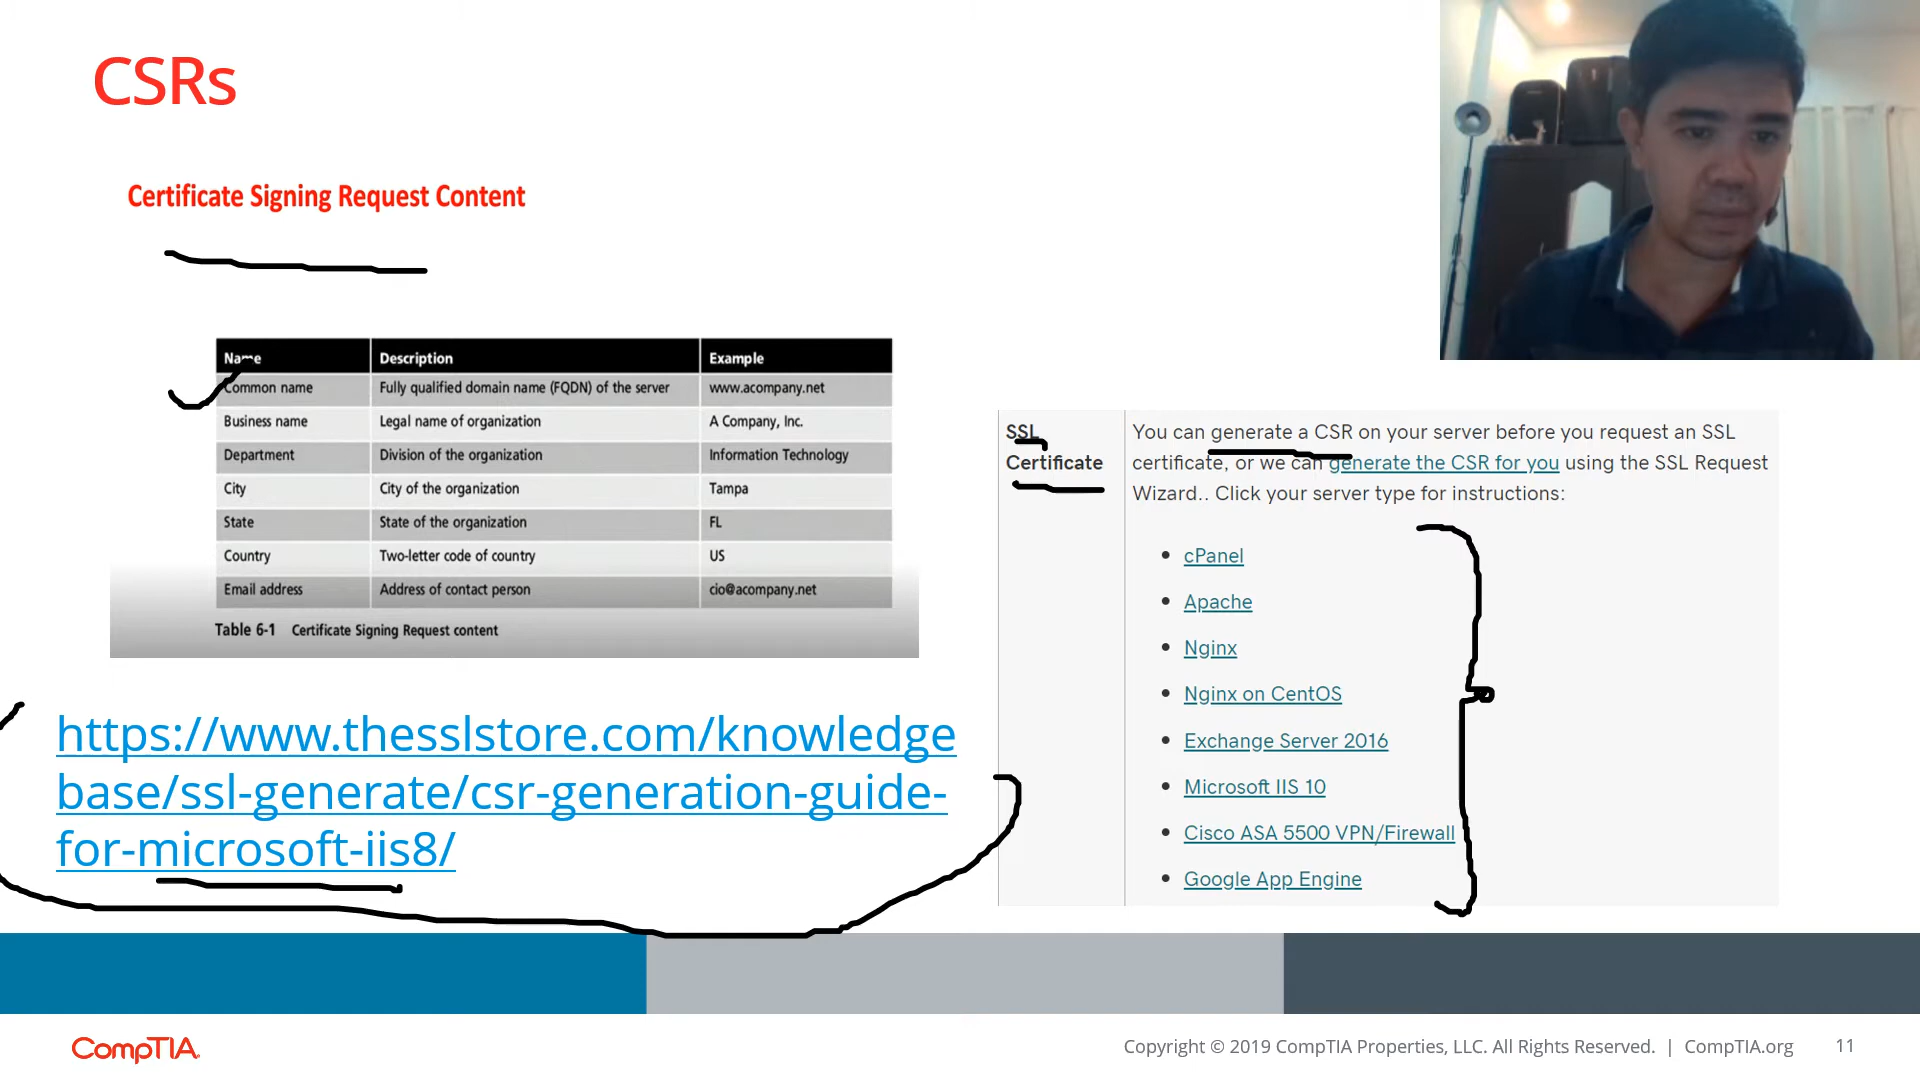 CSRs
Certificate Signing Request Content
Name Description Example
Common name Fully qualified domain name (FQDN) of the server www.acompany.net
Business name Legal name of organization A Company, Inc.
Department Division of the organization Information Technology
City City of the organization Tampa
State State of the organization FL
Country Two-letter code of country US
Email address Address of contact person cio@acompany.net
Table 6-1 Certificate Signing Request content
https://www.thesslstore.com/knowledge
base/ssl-generate/csr-generation-guide-
for-microsoft-iis8/
SSL
Certificate
You can generate a CSR on your server before you request an SSL
certificate, or we can generate the CSR for you using the SSL Request
Wizard.. Click your server type for instructions:
• cPanel
• Apache
• Nginx
• Nginx on CentOS
• Exchange Server 2016
• Microsoft IIS 10
• Cisco ASA 5500 VPN/Firewall
• Google App Engine
CompTIA.
Copyright © 2019 CompTIA Properties, LLC. All Rights Reserved. | CompTIA.org 11